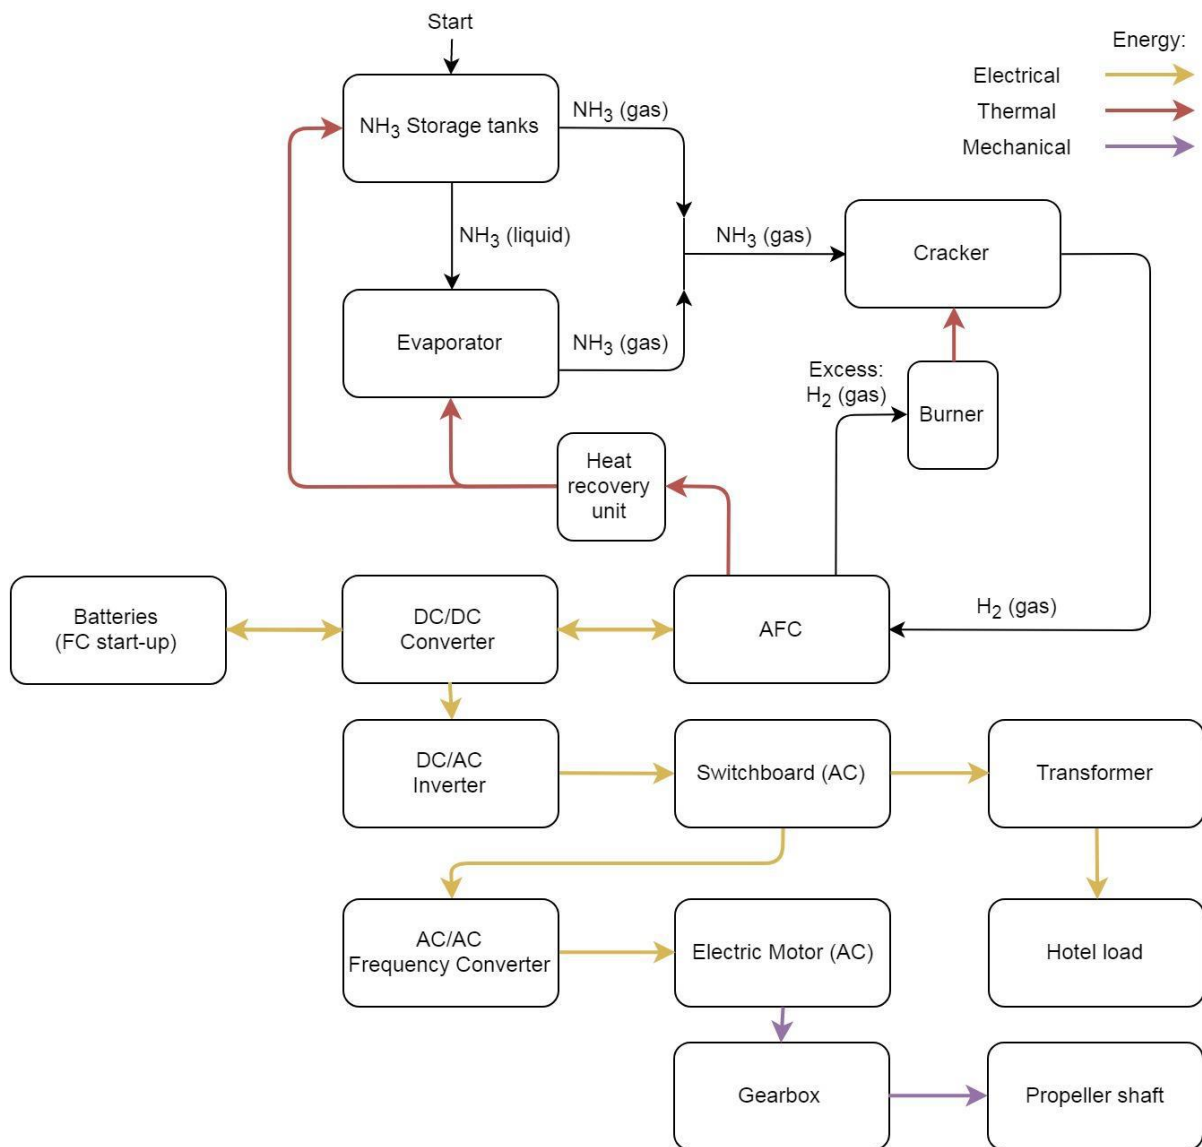 Start
Energy:
Electrical
Thermal
Mechanical
NH₃ Storage tanks
NH₃ (gas)
NH₃ (liquid)
NH₃ (gas)
Cracker
Evaporator
NH₃ (gas)
Excess:
H₂ (gas)
Burner
Heat
recovery
unit
Batteries
(FC start-up)
DC/DC
Converter
AFC
H₂ (gas)
DC/AC
Inverter
Switchboard (AC)
Transformer
AC/AC
Frequency Converter
Electric Motor (AC)
Hotel load
Gearbox
Propeller shaft